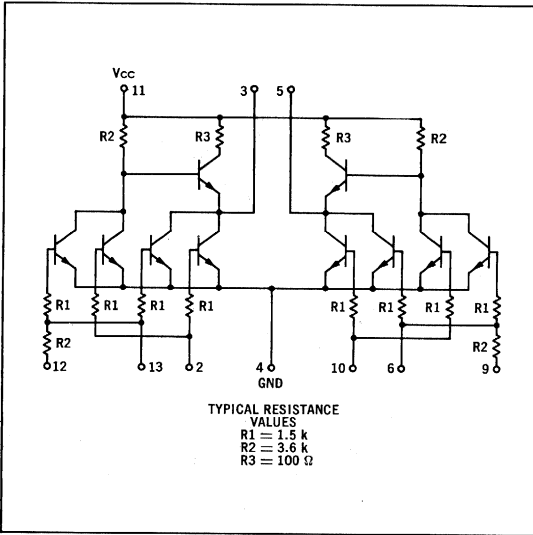 Vcc
11
3
5
R2
R3
R3
R2
R1
R1
R1
R1
R1
R1
R1
R1
R2
R2
12
13
2
4
10
6
9
GND
TYPICAL RESISTANCE
VALUES
R1 = 1.5 k
R2 = 3.6 k
R3 = 100 Ω